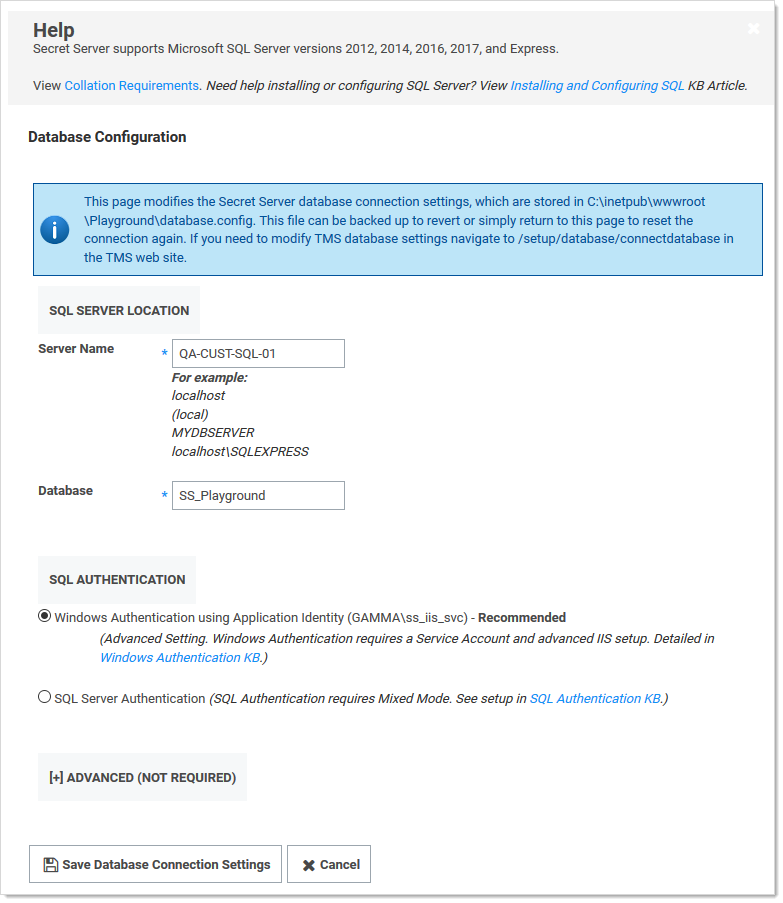 Help
Secret Server supports Microsoft SQL Server versions 2012, 2014, 2016, 2017, and Express.
View Collation Requirements. Need help installing or configuring SQL Server? View Installing and Configuring SQL KB Article.
Database Configuration
This page modifies the Secret Server database connection settings, which are stored in C:\inetpub\wwwroot
\Playground\database.config. This file can be backed up to revert or simply return to this page to reset the
connection again. If you need to modify TMS database settings navigate to /setup/database/connectdatabase in
the TMS web site.
SQL SERVER LOCATION
Server Name * QA-CUST-SQL-01
For example:
localhost
(local)
MYDBSERVER
localhost\SQLEXPRESS
Database * SS_Playground
SQL AUTHENTICATION
Windows Authentication using Application Identity (GAMMA\ss_iis_svc) - Recommended
(Advanced Setting. Windows Authentication requires a Service Account and advanced IIS setup. Detailed in
Windows Authentication KB.)
SQL Server Authentication (SQL Authentication requires Mixed Mode. See setup in SQL Authentication KB.)
[+] ADVANCED (NOT REQUIRED)
Save Database Connection Settings Cancel